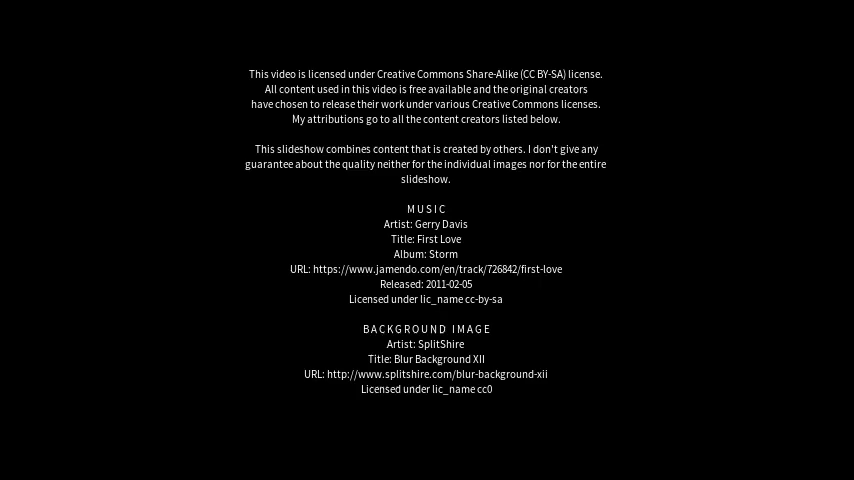 This video is licensed under Creative Commons Share-Alike (CC BY-SA) license.
All content used in this video is free available and the original creators
have chosen to release their work under various Creative Commons licenses.
My attributions go to all the content creators listed below.
This slideshow combines content that is created by others. I don't give any
guarantee about the quality neither for the individual images nor for the entire
slideshow.
MUSIC
Artist: Gerry Davis
Title: First Love
Album: Storm
URL: https://www.jamendo.com/en/track/726842/first-love
Released: 2011-02-05
Licensed under lic_name cc-by-sa
BACKGROUND IMAGE
Artist: SplitShire
Title: Blur Background XII
URL: http://www.splitshire.com/blur-background-xii
Licensed under lic_name cc0